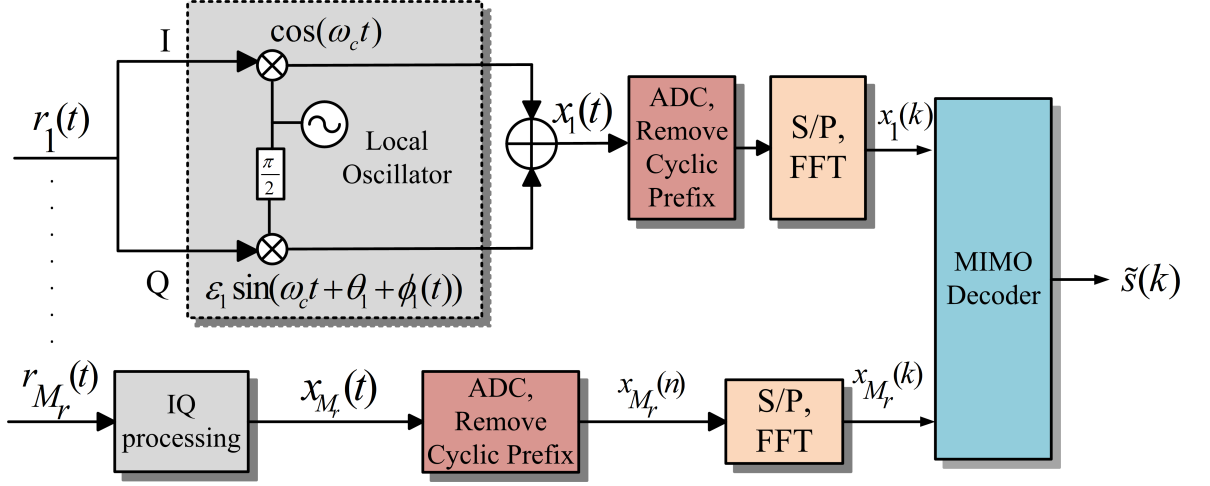 I
cos(ω_c t)
r_1(t)
Local
Oscillator
π/2
Q
ε_1 sin(ω_c t+θ_1+ϕ_1(t))
x_1(t)
ADC,
Remove
Cyclic
Prefix
S/P,
FFT
x_1(k)
MIMO
Decoder
s̃(k)
r_{M_r}(t)
IQ
processing
x_{M_r}(t)
ADC,
Remove
Cyclic Prefix
x_{M_r}(n)
S/P,
FFT
x_{M_r}(k)